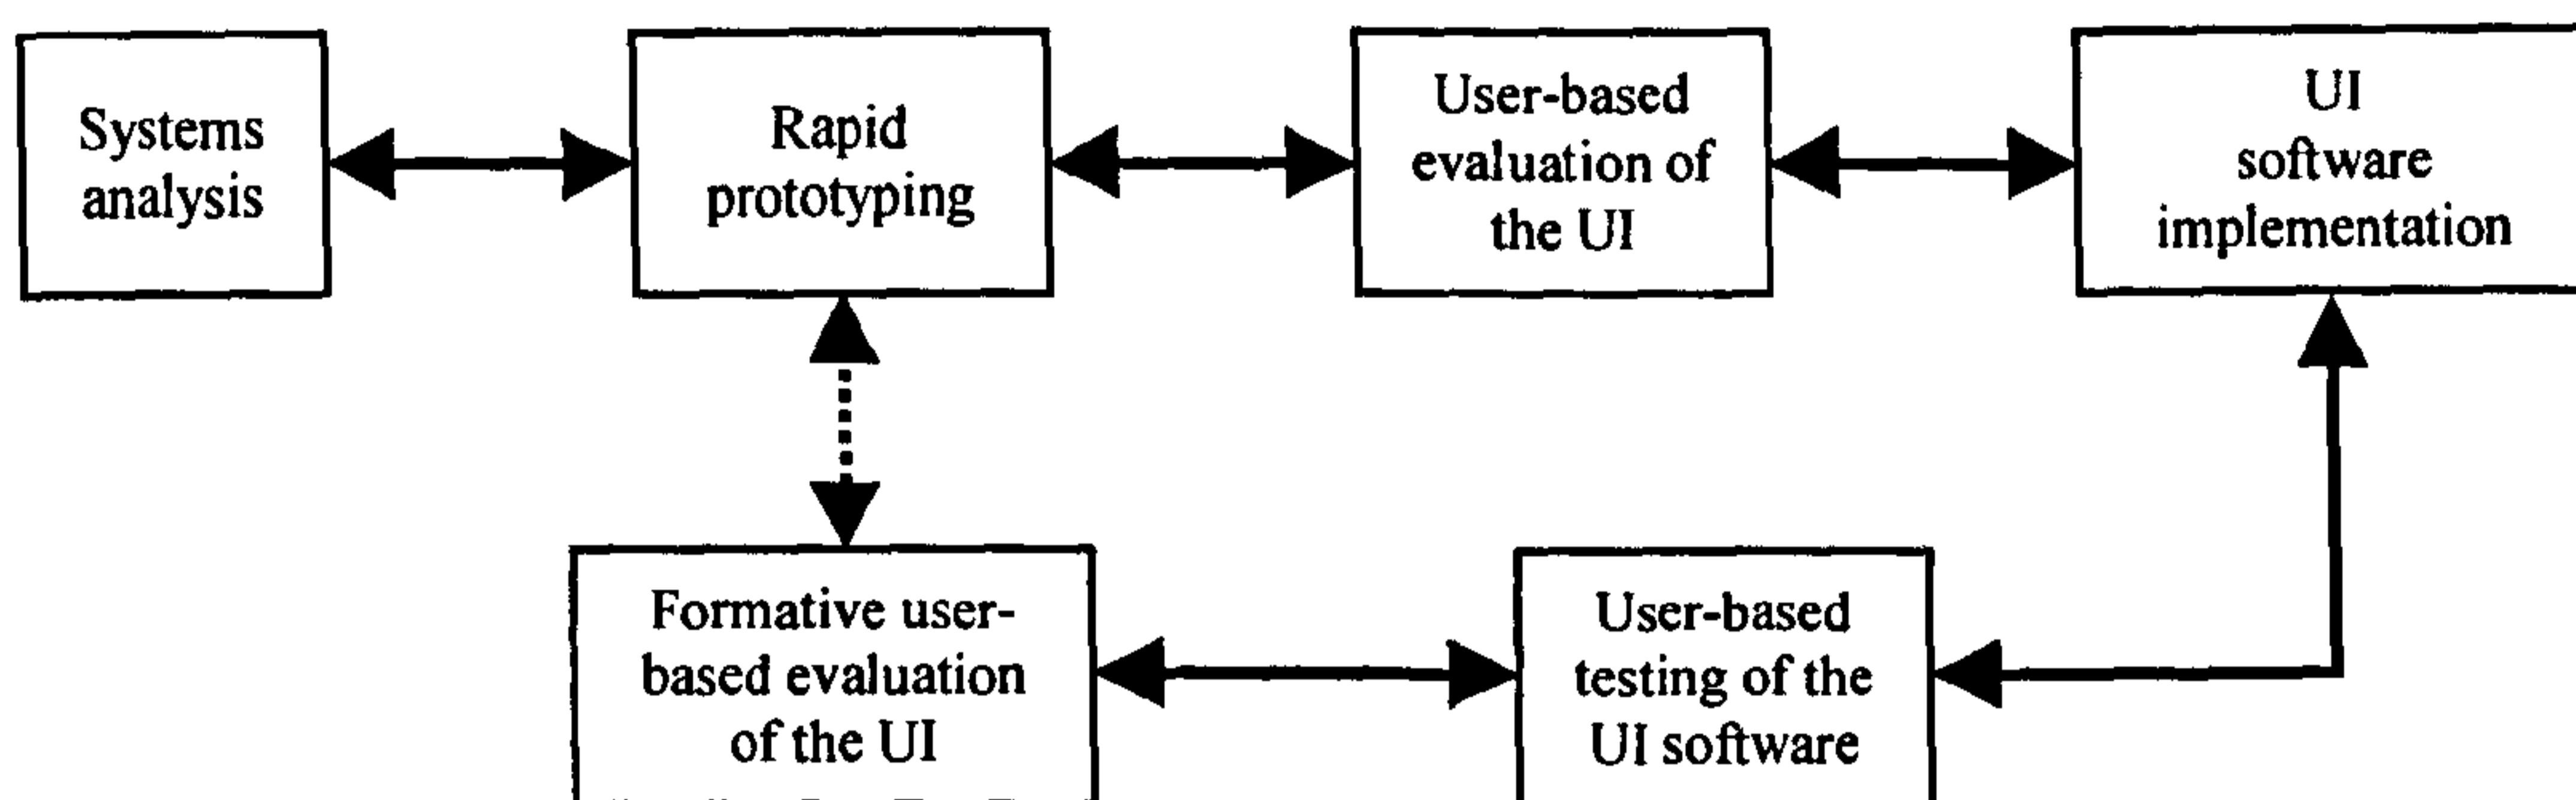 Systems
analysis
Rapid
prototyping
User-based
evaluation of
the UI
UI
software
implementation
Formative user-
based evaluation
of the UI
User-based
testing of the
UI software